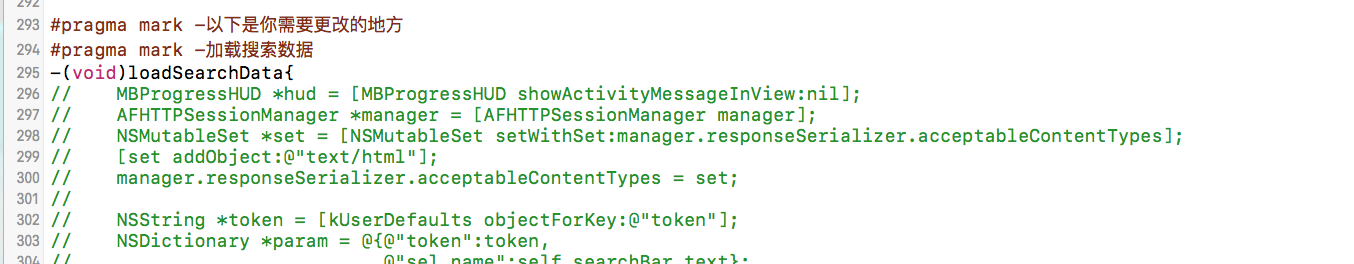 292
293 #pragma mark -以下是你需要更改的地方
294 #pragma mark -加载搜索数据
295 -(void)loadSearchData{
296 //    MBProgressHUD *hud = [MBProgressHUD showActivityMessageInView:nil];
297 //    AFHTTPSessionManager *manager = [AFHTTPSessionManager manager];
298 //    NSMutableSet *set = [NSMutableSet setWithSet:manager.responseSerializer.acceptableContentTypes];
299 //    [set addObject:@"text/html"];
300 //    manager.responseSerializer.acceptableContentTypes = set;
301 //
302 //    NSString *token = [kUserDefaults objectForKey:@"token"];
303 //    NSDictionary *param = @{@"token":token,
304 //                            @"sel_name":self.searchBar.text};